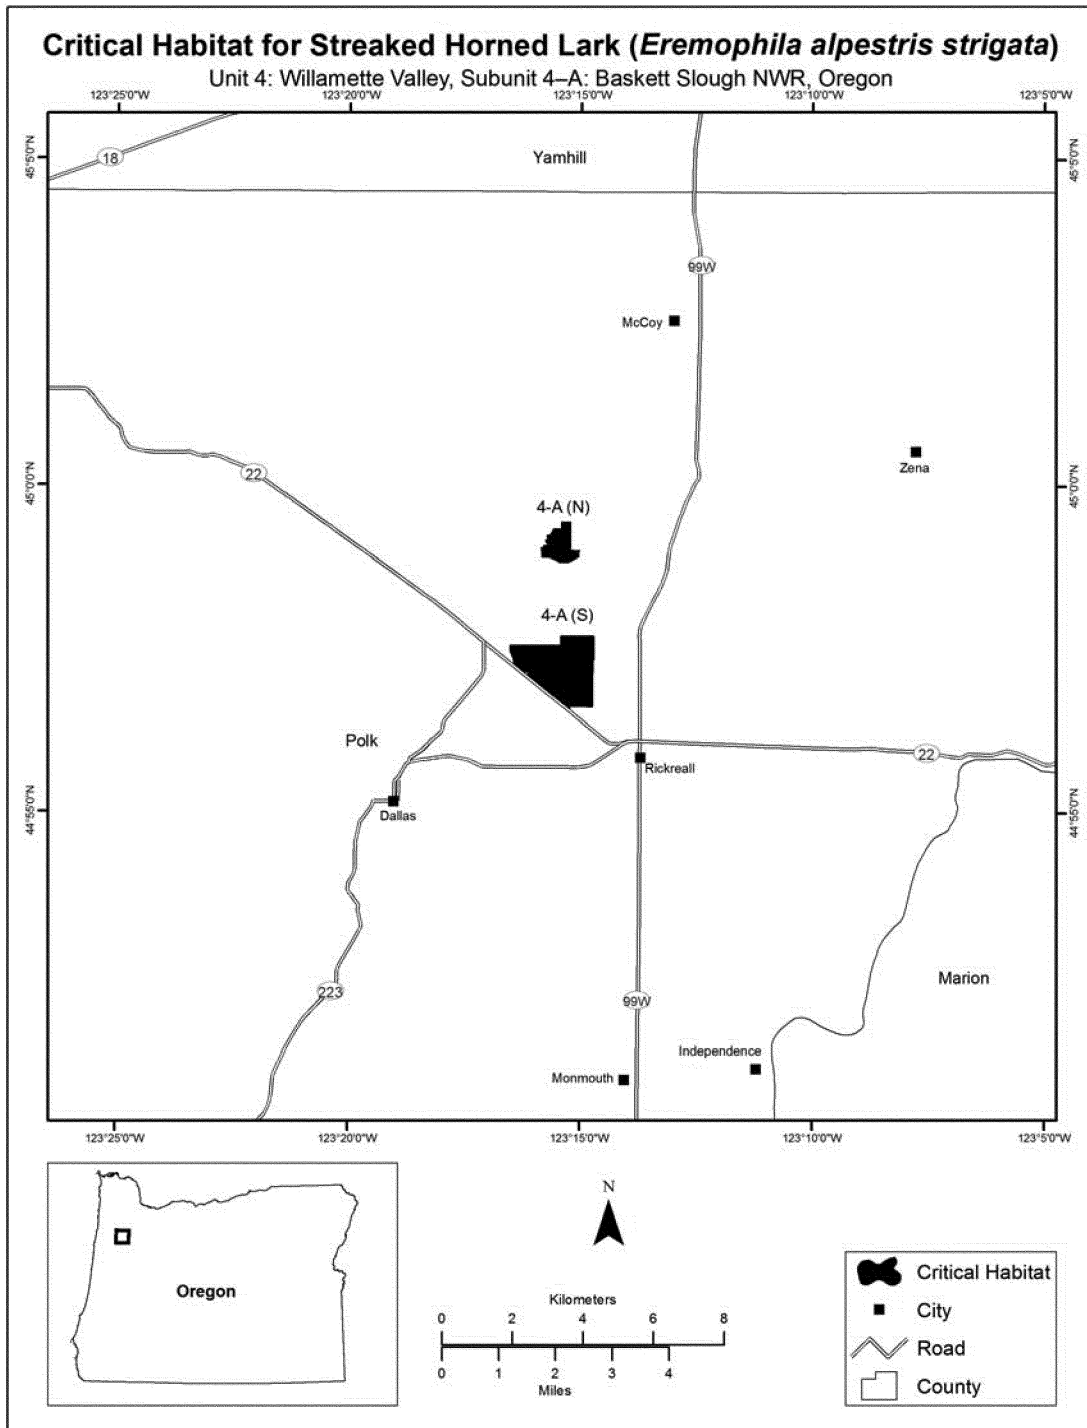 Critical Habitat for Streaked Horned Lark (Eremophila alpestris strigata)
Unit 4: Willamette Valley, Subunit 4–A: Baskett Slough NWR, Oregon
123°25'0"W 123°20'0"W 123°15'0"W 123°10'0"W 123°5'0"W
45°5'0"N 45°5'0"N
18
Yamhill
99W
McCoy
22
Zena
45°0'0"N 45°0'0"N
4-A (N)
4-A (S)
Polk
22
Rickreall
Dallas
44°55'0"N 44°55'0"N
Marion
223
99W
Independence
Monmouth
123°25'0"W 123°20'0"W 123°15'0"W 123°10'0"W 123°5'0"W
Oregon
N
Kilometers
0 2 4 6 8
0 1 2 3 4
Miles
Critical Habitat
City
Road
County